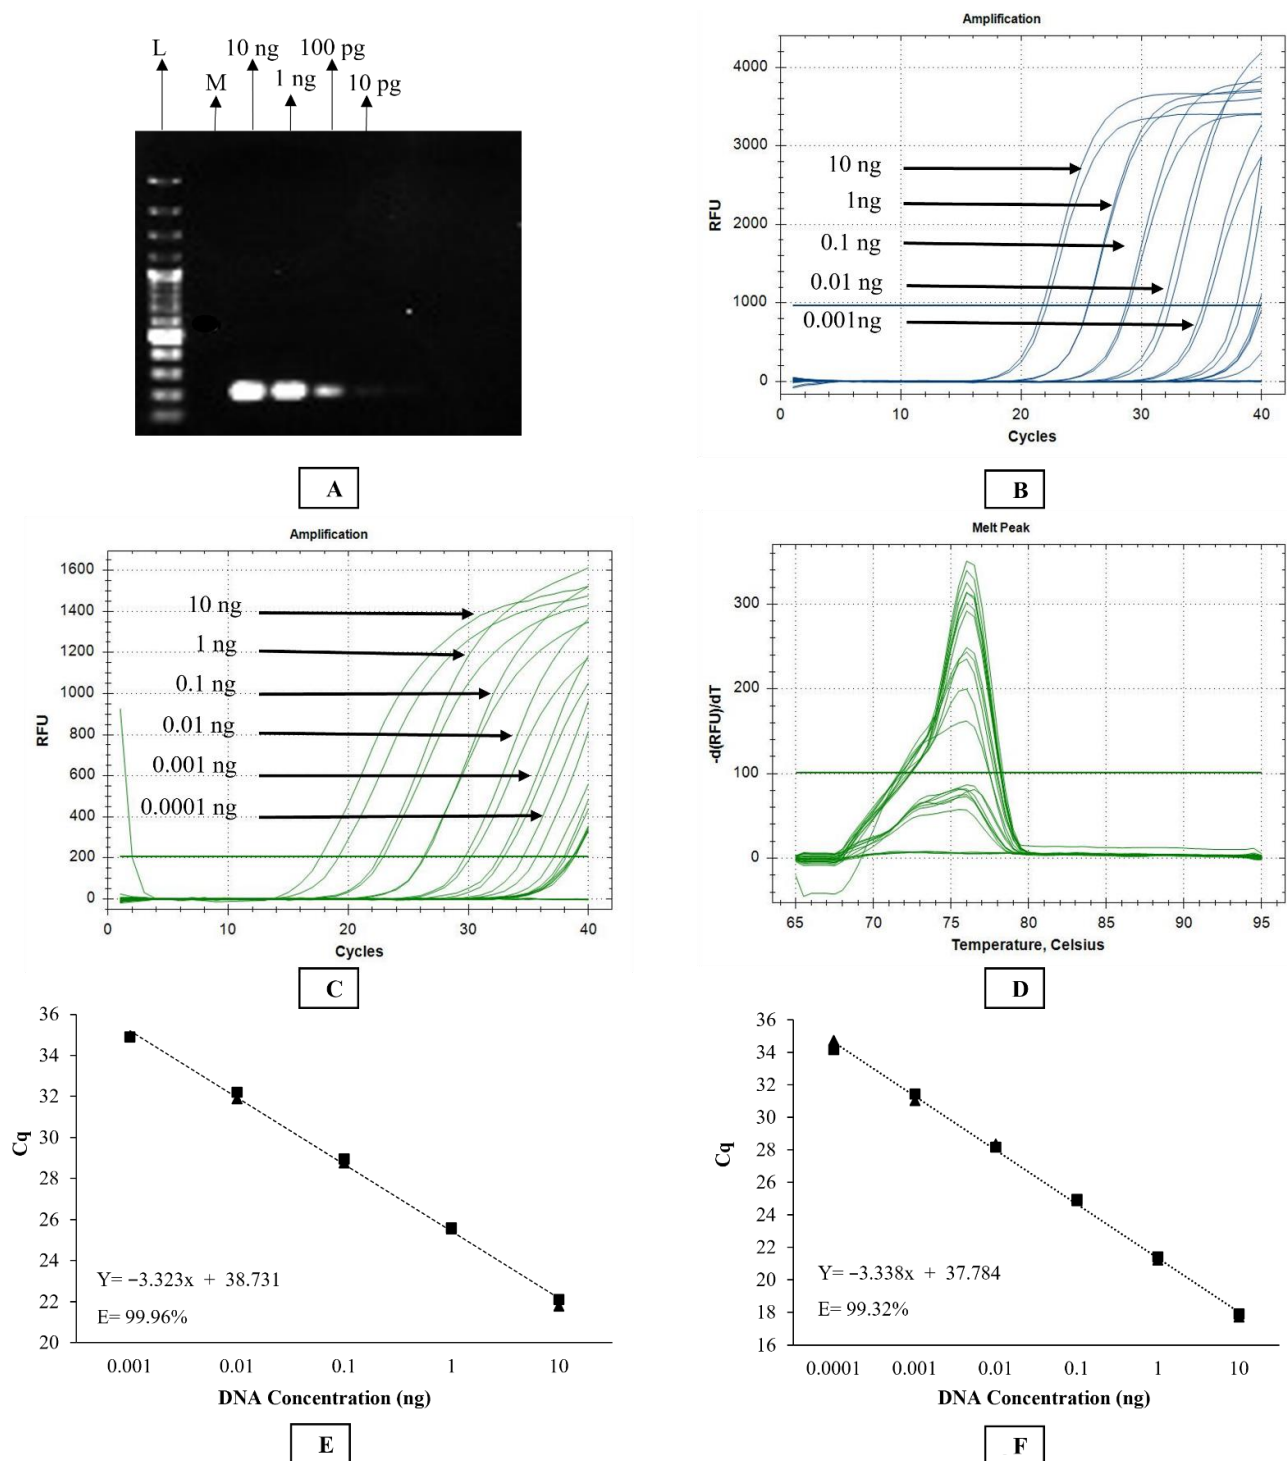 L
10 ng
100 pg
M
1 ng
10 pg
A
Amplification
4000
3000
2000
1000
0
RFU
10 ng
1ng
0.1 ng
0.01 ng
0.001ng
0
10
20
30
40
Cycles
B
Amplification
1600
1400
1200
1000
800
600
400
200
0
RFU
10 ng
1 ng
0.1 ng
0.01 ng
0.001 ng
0.0001 ng
0
10
20
30
40
Cycles
C
Melt Peak
300
200
100
0
-d(RFU)/dT
65
70
75
80
85
90
95
Temperature, Celsius
D
36
34
32
30
28
26
24
22
20
Cq
Y= −3.323x + 38.731
E= 99.96%
0.001
0.01
0.1
1
10
DNA Concentration (ng)
E
36
34
32
30
28
26
24
22
20
18
16
Cq
Y= −3.338x + 37.784
E= 99.32%
0.0001
0.001
0.01
0.1
1
10
DNA Concentration (ng)
F